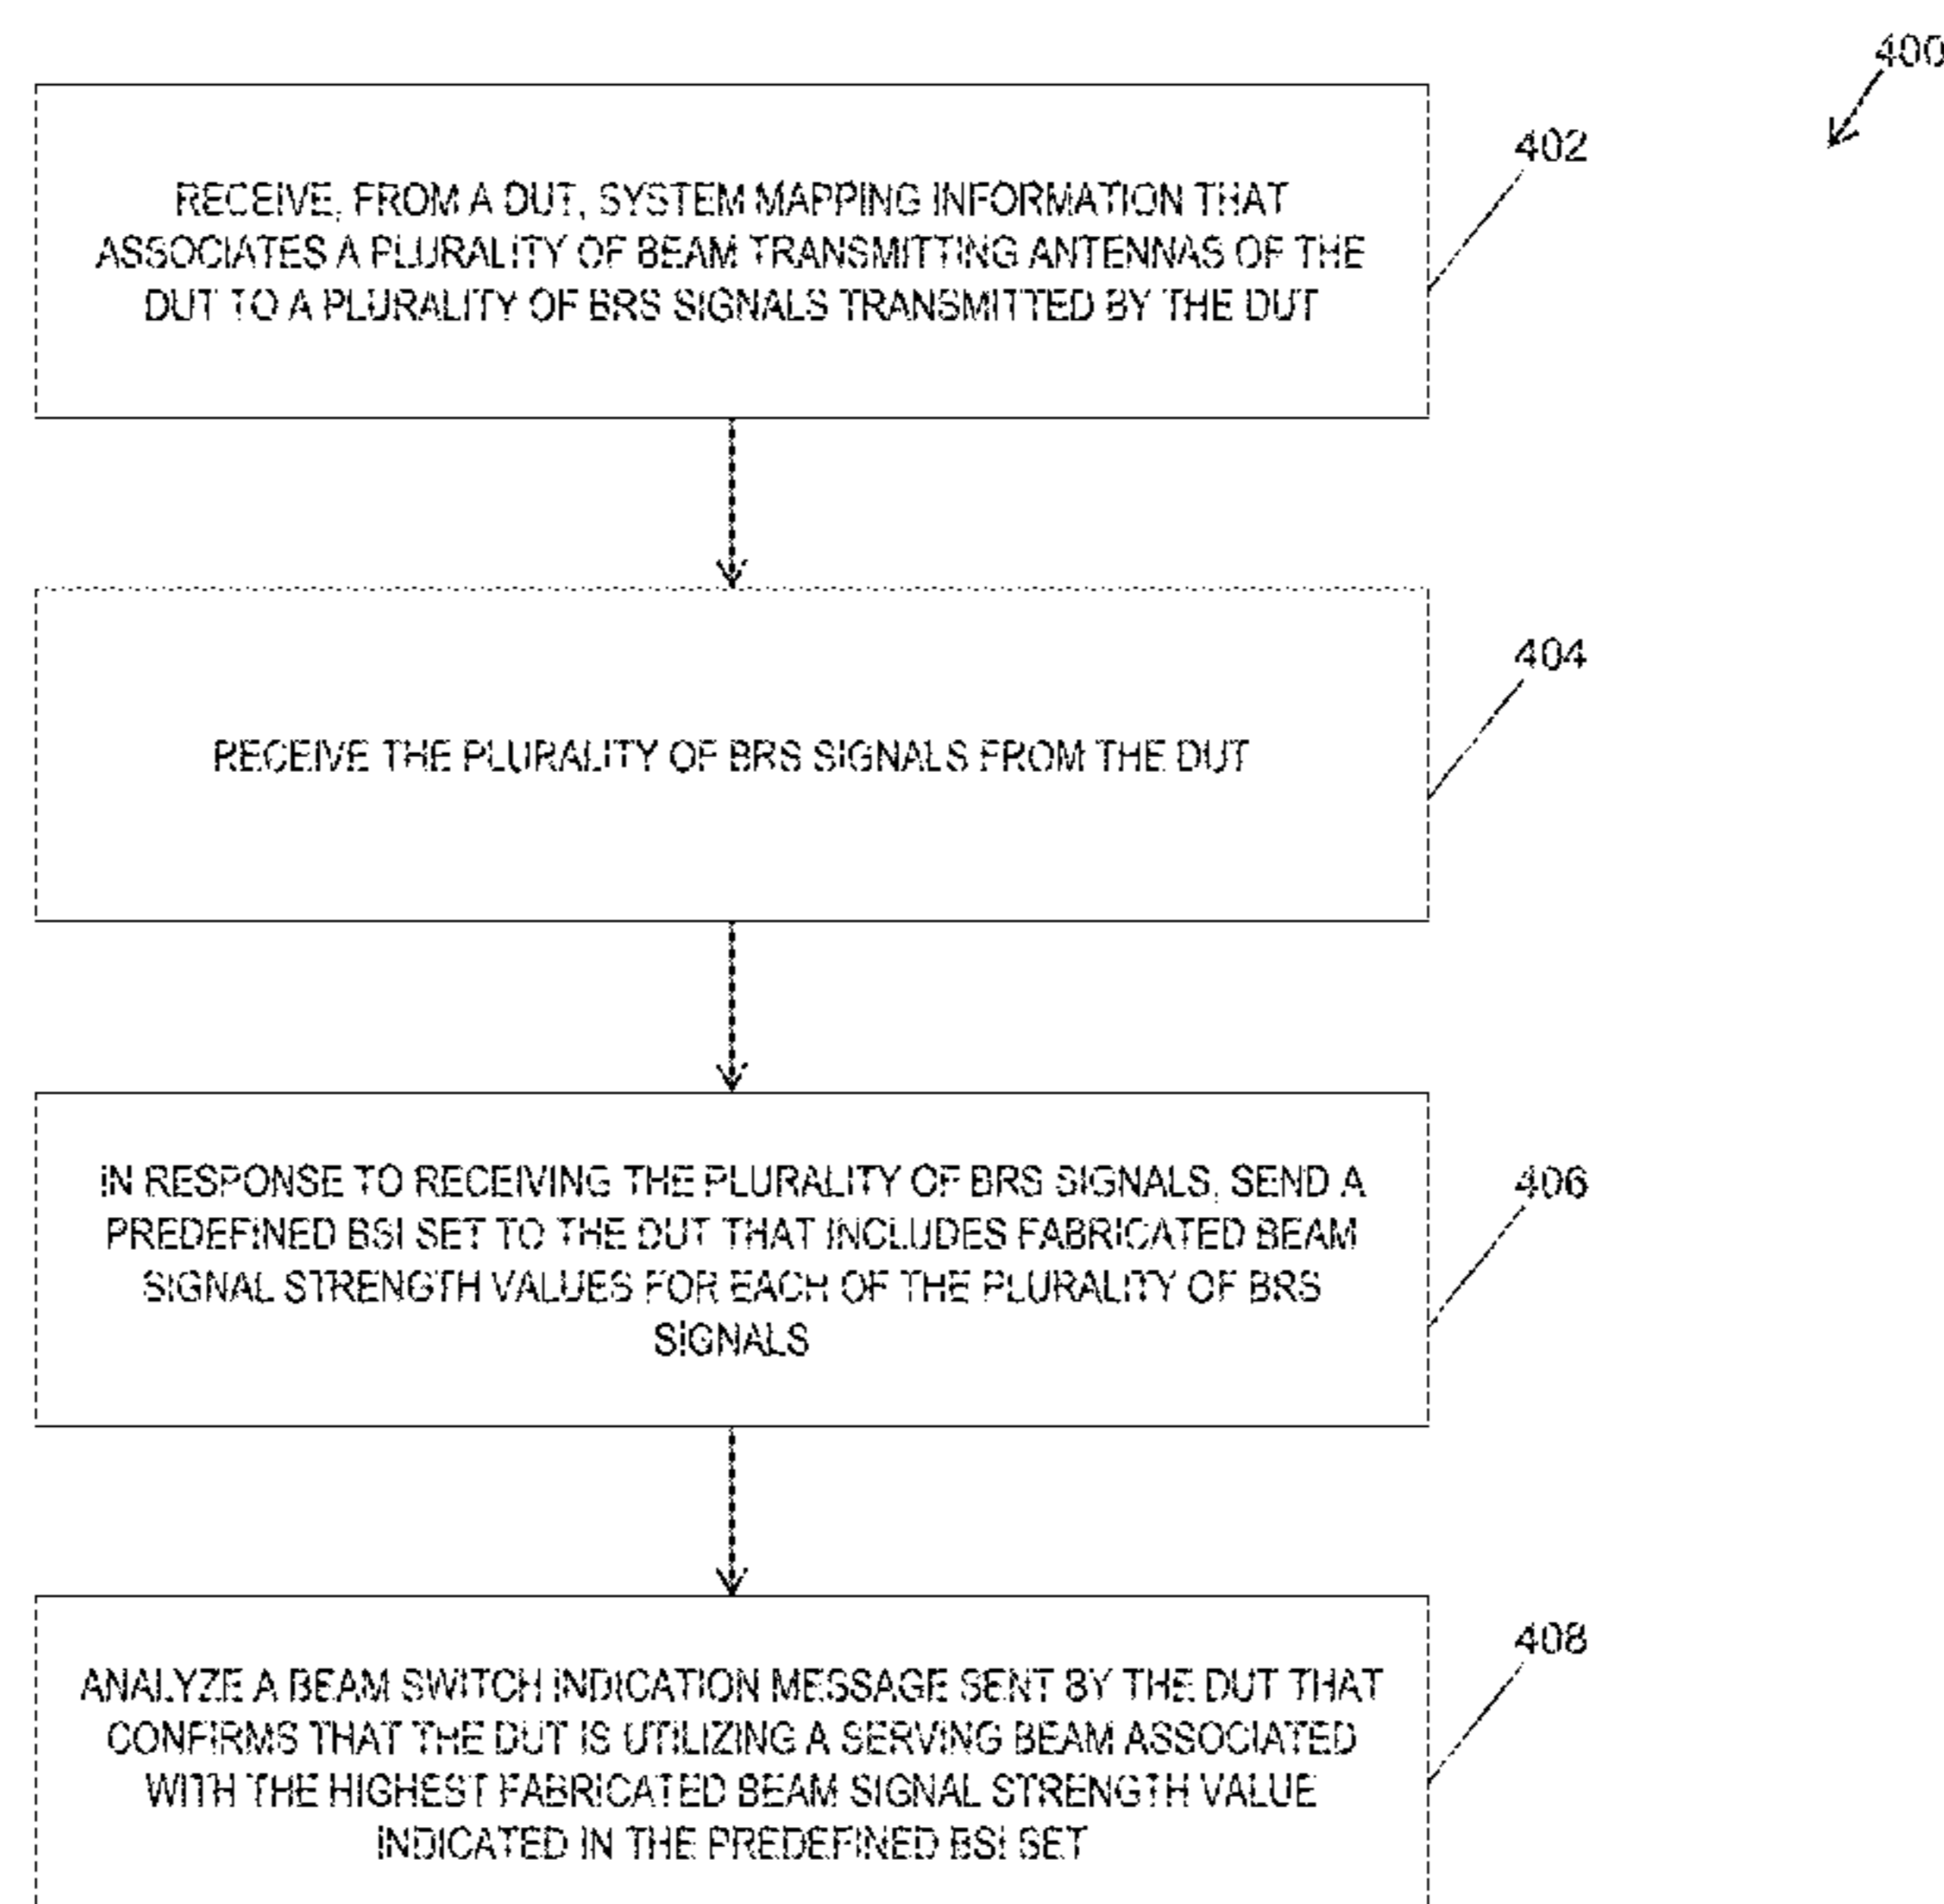 400
402
RECEIVE, FROM A DUT, SYSTEM MAPPING INFORMATION THAT
ASSOCIATES A PLURALITY OF BEAM TRANSMITTING ANTENNAS OF THE
DUT TO A PLURALITY OF BRS SIGNALS TRANSMITTED BY THE DUT
404
RECEIVE THE PLURALITY OF BRS SIGNALS FROM THE DUT
406
IN RESPONSE TO RECEIVING THE PLURALITY OF BRS SIGNALS, SEND A
PREDEFINED BSI SET TO THE DUT THAT INCLUDES FABRICATED BEAM
SIGNAL STRENGTH VALUES FOR EACH OF THE PLURALITY OF BRS
SIGNALS
408
ANALYZE A BEAM SWITCH INDICATION MESSAGE SENT BY THE DUT THAT
CONFIRMS THAT THE DUT IS UTILIZING A SERVING BEAM ASSOCIATED
WITH THE HIGHEST FABRICATED BEAM SIGNAL STRENGTH VALUE
INDICATED IN THE PREDEFINED BSI SET